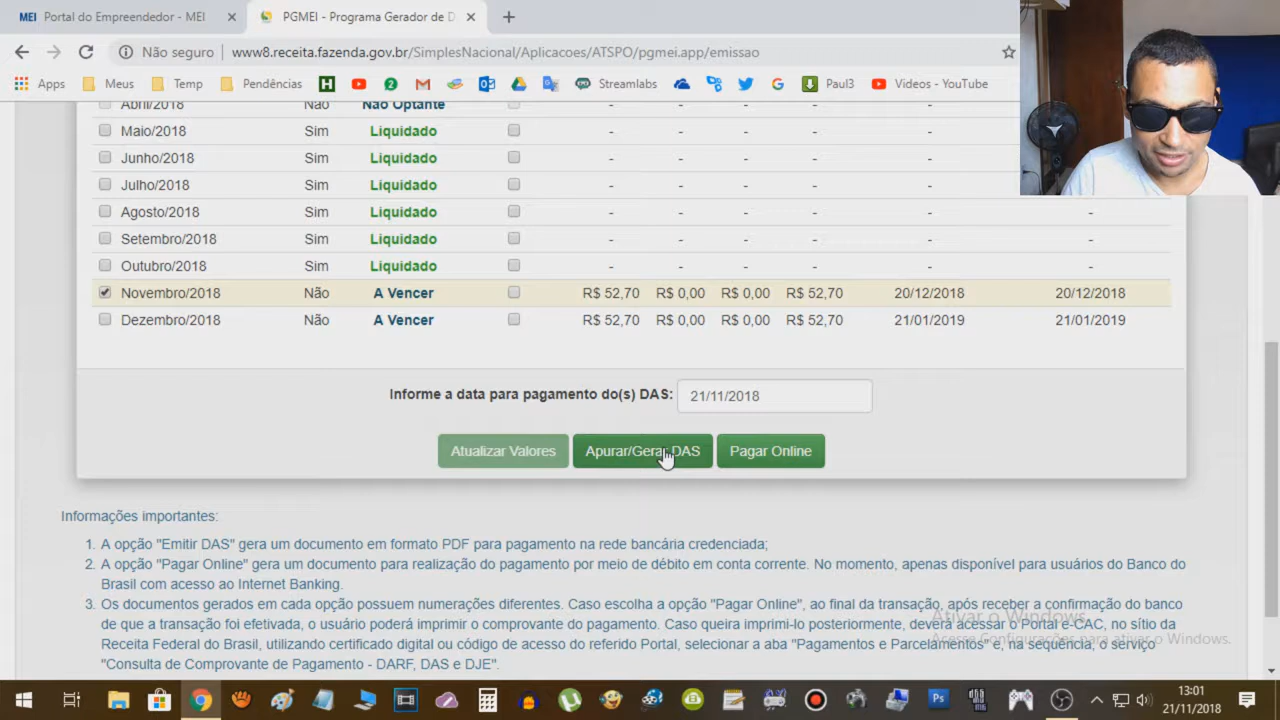 MEI Portal do Empreendedor - MEI
PGMEI - Programa Gerador de D
Não seguro
www8.receita.fazenda.gov.br/SimplesNacional/Aplicacoes/ATSPO/pgmei.app/emissao
Apps Meus Temp Pendências H 2 Streamlabs G Paul3 Videos - YouTube
Abril/2018 Não Não Optante - - - - - -
Maio/2018 Sim Liquidado - - - - - -
Junho/2018 Sim Liquidado - - - - - -
Julho/2018 Sim Liquidado - - - - - -
Agosto/2018 Sim Liquidado - - - - - -
Setembro/2018 Sim Liquidado - - - - - -
Outubro/2018 Sim Liquidado - - - - - -
Novembro/2018 Não A Vencer R$ 52,70 R$ 0,00 R$ 0,00 R$ 52,70 20/12/2018 20/12/2018
Dezembro/2018 Não A Vencer R$ 52,70 R$ 0,00 R$ 0,00 R$ 52,70 21/01/2019 21/01/2019
Informe a data para pagamento do(s) DAS: 21/11/2018
Atualizar Valores Apurar/Gerar DAS Pagar Online
Informações importantes:
1. A opção "Emitir DAS" gera um documento em formato PDF para pagamento na rede bancária credenciada;
2. A opção "Pagar Online" gera um documento para realização do pagamento por meio de débito em conta corrente. No momento, apenas disponível para usuários do Banco do
Brasil com acesso ao Internet Banking.
3. Os documentos gerados em cada opção possuem numerações diferentes. Caso escolha a opção "Pagar Online", ao final da transação, após receber a confirmação do banco
de que a transação foi efetivada, o usuário poderá imprimir o comprovante do pagamento. Caso queira imprimi-lo posteriormente, deverá acessar o Portal e-CAC, no sítio da
Receita Federal do Brasil, utilizando certificado digital ou código de acesso do referido Portal, selecionar a aba "Pagamentos e Parcelamentos" e, na sequência, o serviço
"Consulta de Comprovante de Pagamento - DARF, DAS e DJE".
Ativar o Windows
Acesse Configurações para ativar o Windows.
Ps
13:01
21/11/2018